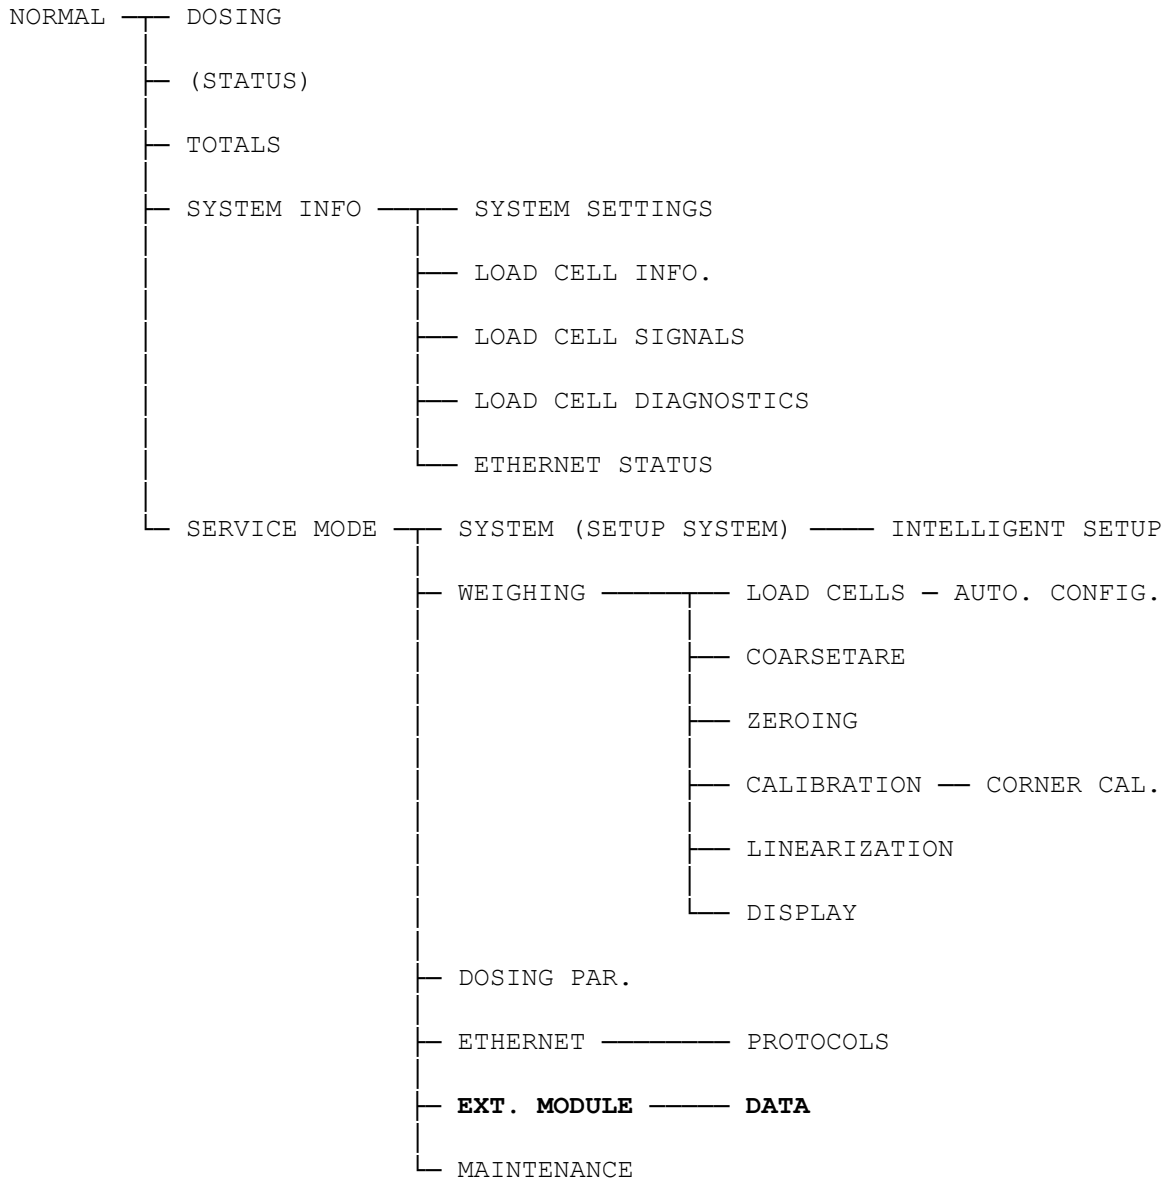 NORMAL DOSING
(STATUS)
TOTALS
SYSTEM INFO SYSTEM SETTINGS
LOAD CELL INFO.
LOAD CELL SIGNALS
LOAD CELL DIAGNOSTICS
ETHERNET STATUS
SERVICE MODE SYSTEM (SETUP SYSTEM) INTELLIGENT SETUP
WEIGHING LOAD CELLS AUTO. CONFIG.
COARSETARE
ZEROING
CALIBRATION CORNER CAL.
LINEARIZATION
DISPLAY
DOSING PAR.
ETHERNET PROTOCOLS
EXT. MODULE DATA
MAINTENANCE